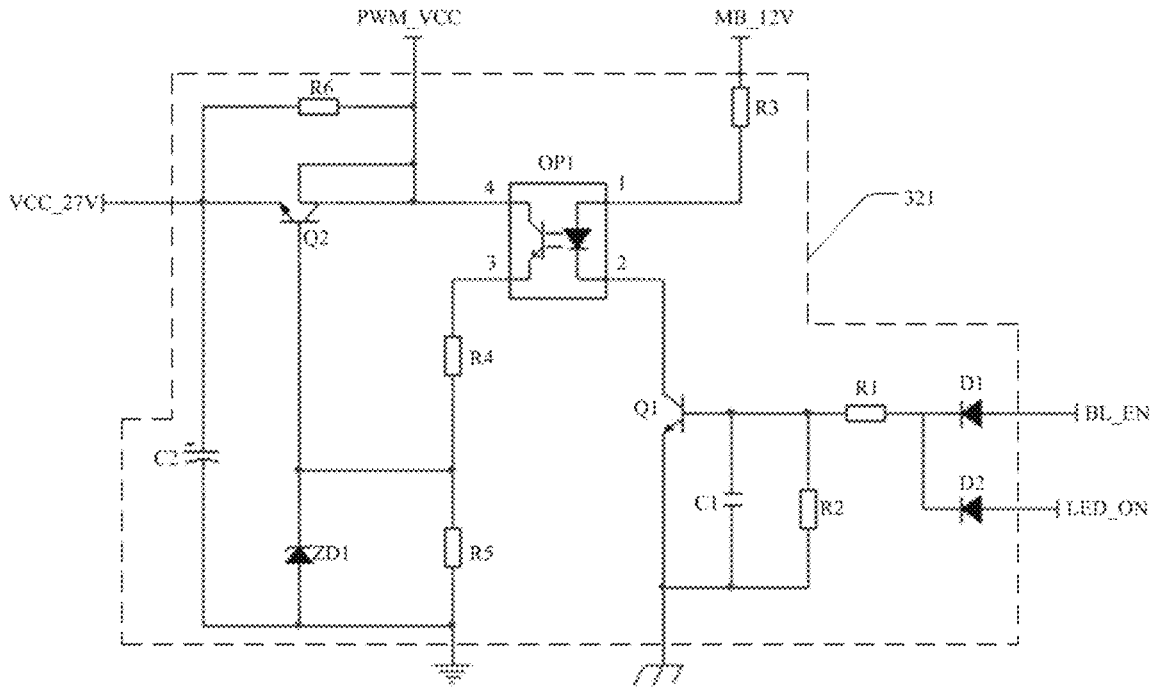 PWM_VCC
MB_12V
R6
R3
OP1
4
1
VCC_27V
321
Q2
3
2
R4
R1
D1
Q1
BL_EN
C2
D2
C1
R2
LED_ON
ZD1
R5